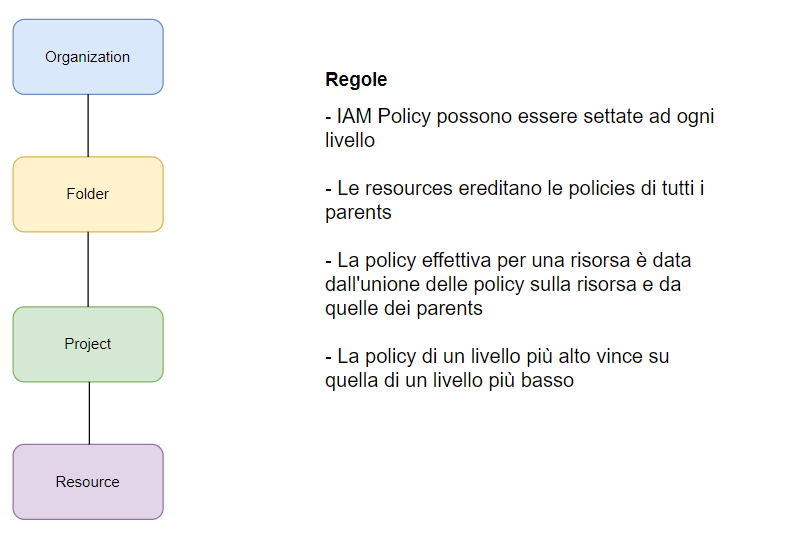 Organization
Folder
Project
Resource
Regole
- IAM Policy possono essere settate ad ogni
livello
- Le resources ereditano le policies di tutti i
parents
- La policy effettiva per una risorsa è data
dall'unione delle policy sulla risorsa e da
quelle dei parents
- La policy di un livello più alto vince su
quella di un livello più basso